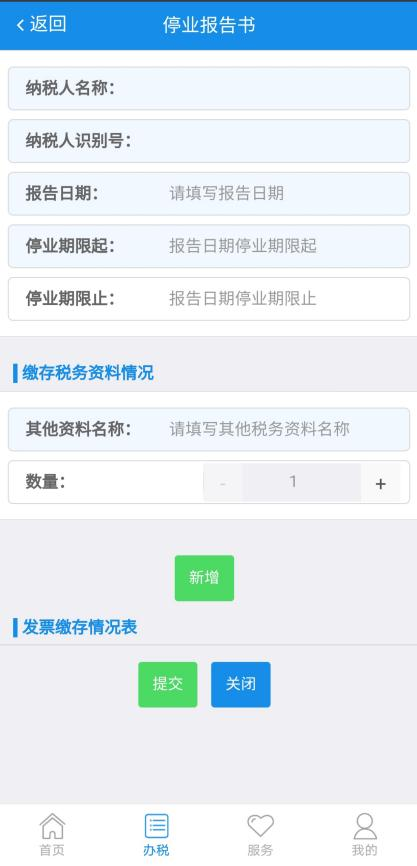 返回 停业报告书
纳税人名称：
纳税人识别号：
报告日期： 请填写报告日期
停业期限起： 报告日期停业期限起
停业期限止： 报告日期停业期限止
缴存税务资料情况
其他资料名称： 请填写其他税务资料名称
数量： - 1 +
新增
发票缴存情况表
提交 关闭
首页 办税 服务 我的